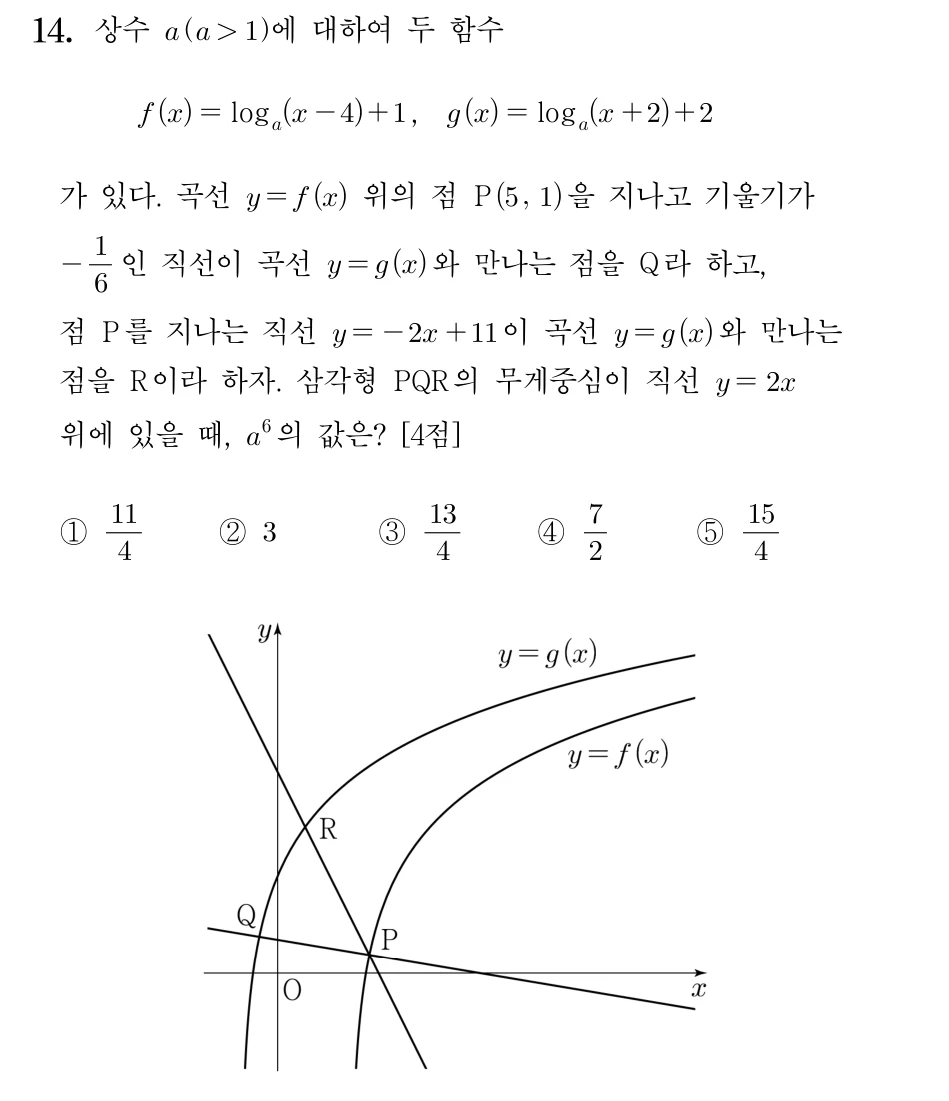 14. 상수 a(a>1)에 대하여 두 함수
f(x)=logₐ(x-4)+1, g(x)=logₐ(x+2)+2
가 있다. 곡선 y=f(x) 위의 점 P(5, 1)을 지나고 기울기가
-1/6인 직선이 곡선 y=g(x)와 만나는 점을 Q라 하고,
점 P를 지나는 직선 y=-2x+11이 곡선 y=g(x)와 만나는
점을 R이라 하자. 삼각형 PQR의 무게중심이 직선 y=2x
위에 있을 때, a⁶의 값은? [4점]
① 11/4 ② 3 ③ 13/4 ④ 7/2 ⑤ 15/4
y
y=g(x)
y=f(x)
R
Q
P
O
x